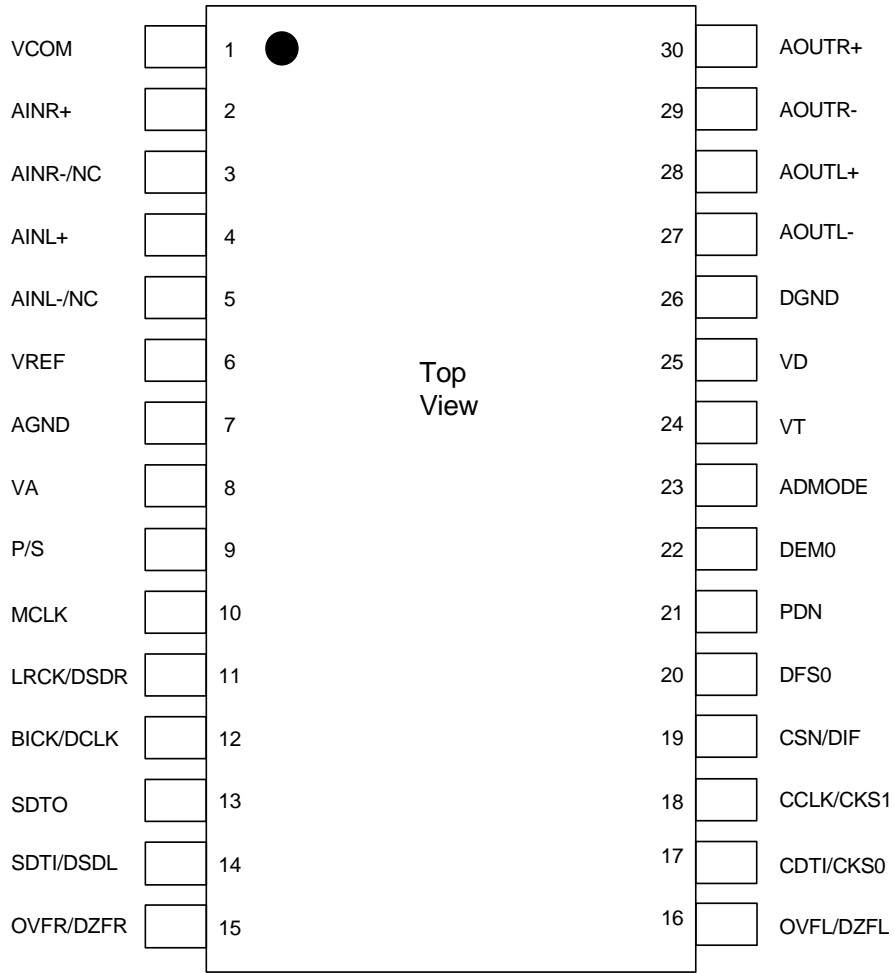 VCOM 1 30 AOUTR+
AINR+ 2 29 AOUTR-
AINR-/NC 3 28 AOUTL+
AINL+ 4 27 AOUTL-
AINL-/NC 5 26 DGND
VREF 6 25 VD
Top
View
AGND 7 24 VT
VA 8 23 ADMODE
P/S 9 22 DEM0
MCLK 10 21 PDN
LRCK/DSDR 11 20 DFS0
BICK/DCLK 12 19 CSN/DIF
SDTO 13 18 CCLK/CKS1
SDTI/DSDL 14 17 CDTI/CKS0
OVFR/DZFR 15 16 OVFL/DZFL